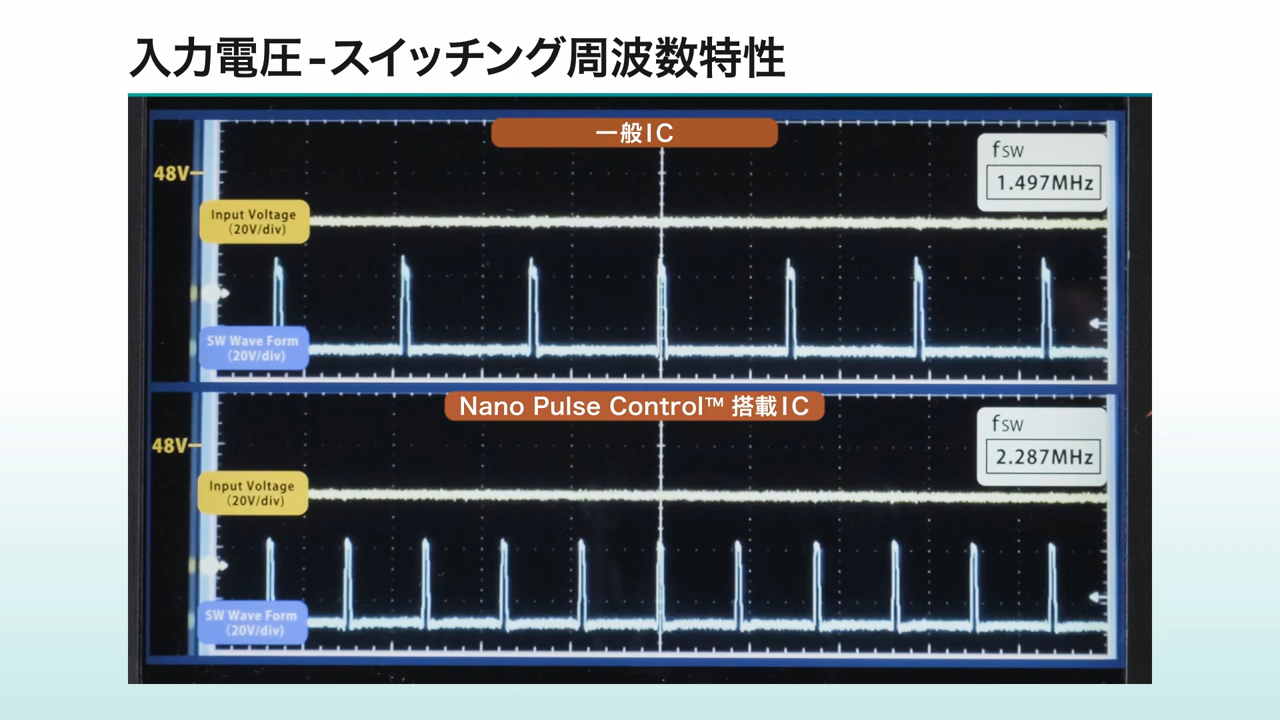 入力電圧-スイッチング周波数特性
一般IC
fSW
1.497MHz
48V
Input Voltage
(20V/div)
SW Wave Form
(20V/div)
Nano Pulse Control™ 搭載IC
fSW
2.287MHz
48V
Input Voltage
(20V/div)
SW Wave Form
(20V/div)